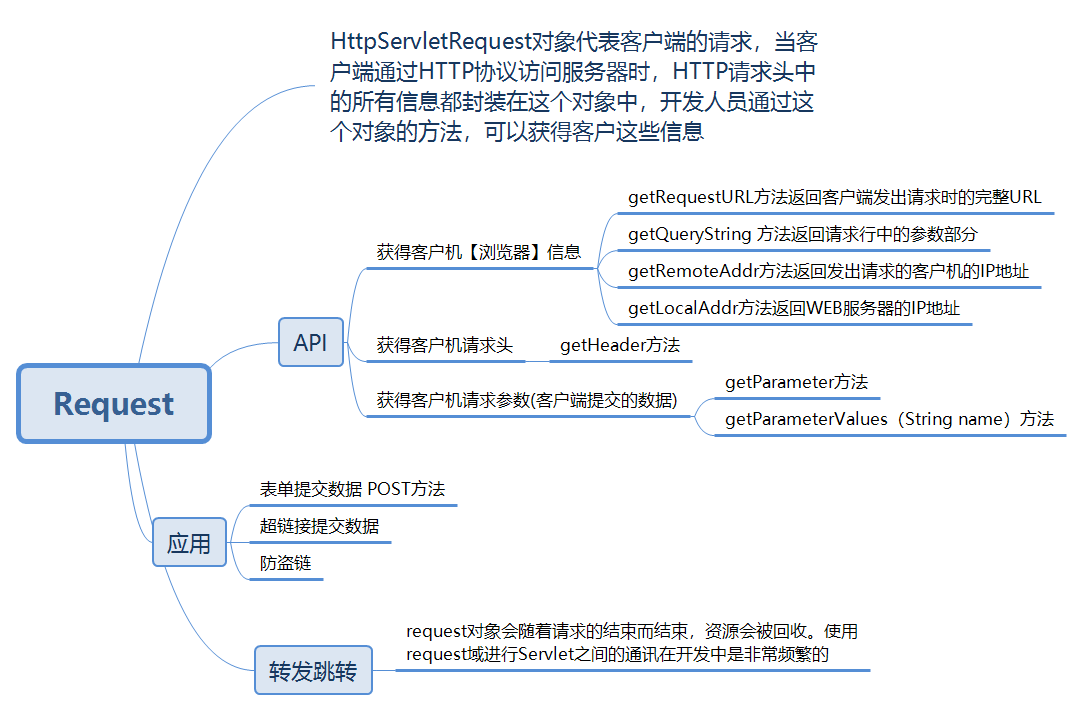 HttpServletRequest对象代表客户端的请求，当客
户端通过HTTP协议访问服务器时，HTTP请求头中
的所有信息都封装在这个对象中，开发人员通过这
个对象的方法，可以获得客户这些信息
Request
API
获得客户机【浏览器】信息
getRequestURL方法返回客户端发出请求时的完整URL
getQueryString 方法返回请求行中的参数部分
getRemoteAddr方法返回发出请求的客户机的IP地址
getLocalAddr方法返回WEB服务器的IP地址
获得客户机请求头
getHeader方法
获得客户机请求参数(客户端提交的数据)
getParameter方法
getParameterValues（String name）方法
应用
表单提交数据 POST方法
超链接提交数据
防盗链
转发跳转
request对象会随着请求的结束而结束，资源会被回收。使用
request域进行Servlet之间的通讯在开发中是非常频繁的